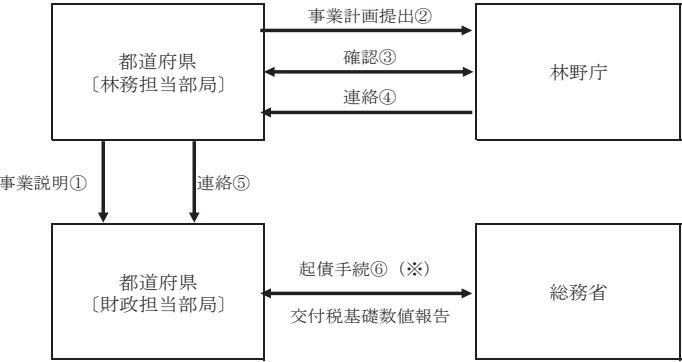 事業計画提出②
都道府県
〔林務担当部局〕
確認③
林野庁
連絡④
事業説明①
連絡⑤
都道府県
〔財政担当部局〕
起債手続⑥（※）
総務省
交付税基礎数値報告